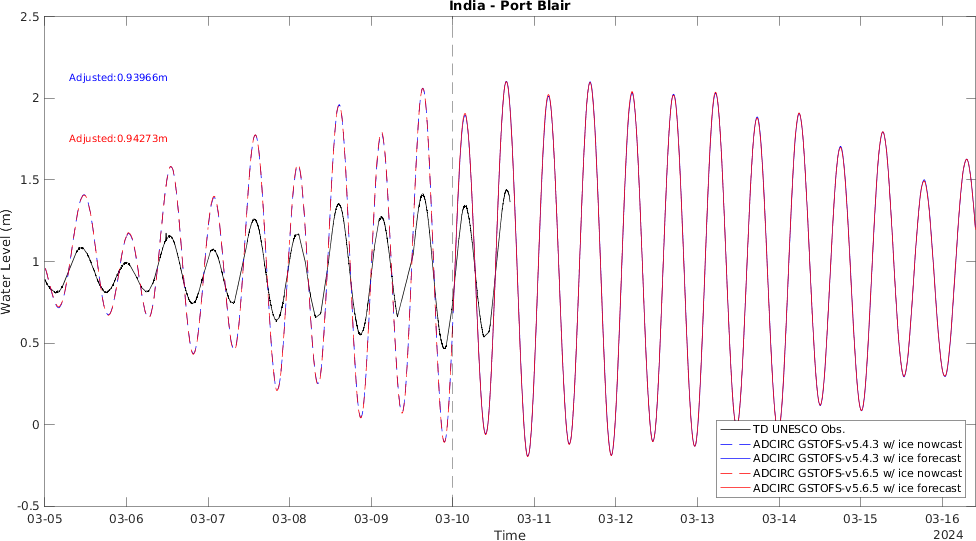 India - Port Blair
2.5
Adjusted:0.93966m
2
Adjusted:0.94273m
1.5
Water Level (m)
1
0.5
0
-0.5
TD UNESCO Obs.
ADCIRC GSTOFS-v5.4.3 w/ ice nowcast
ADCIRC GSTOFS-v5.4.3 w/ ice forecast
ADCIRC GSTOFS-v5.6.5 w/ ice nowcast
ADCIRC GSTOFS-v5.6.5 w/ ice forecast
03-05 03-06 03-07 03-08 03-09 03-10 03-11 03-12 03-13 03-14 03-15 03-16
Time
2024